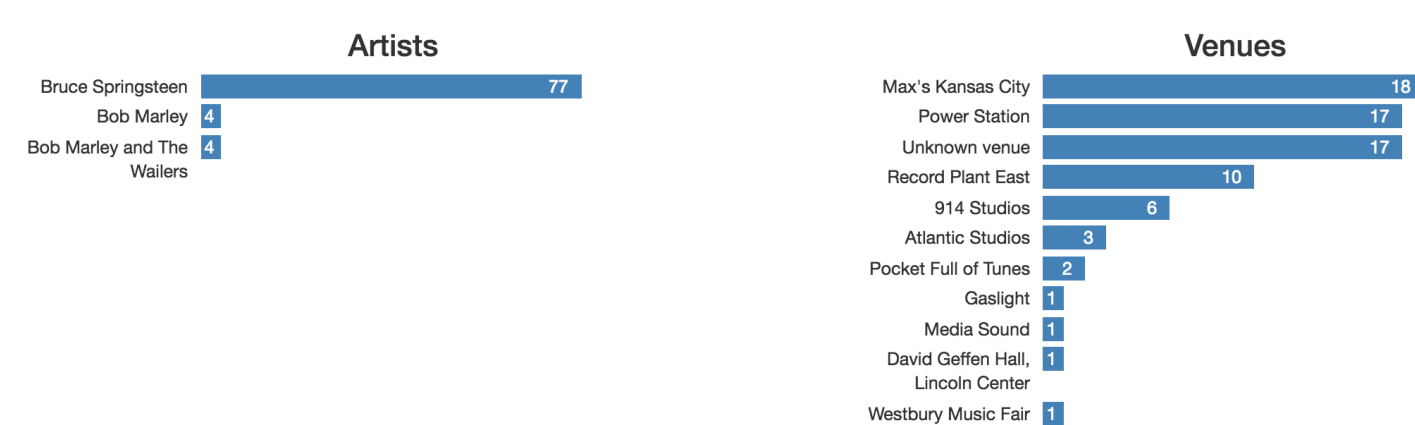 Artists
Bruce Springsteen 77
Bob Marley 4
Bob Marley and The 4
Wailers
Venues
Max's Kansas City 18
Power Station 17
Unknown venue 17
Record Plant East 10
914 Studios 6
Atlantic Studios 3
Pocket Full of Tunes 2
Gaslight 1
Media Sound 1
David Geffen Hall, 1
Lincoln Center
Westbury Music Fair 1